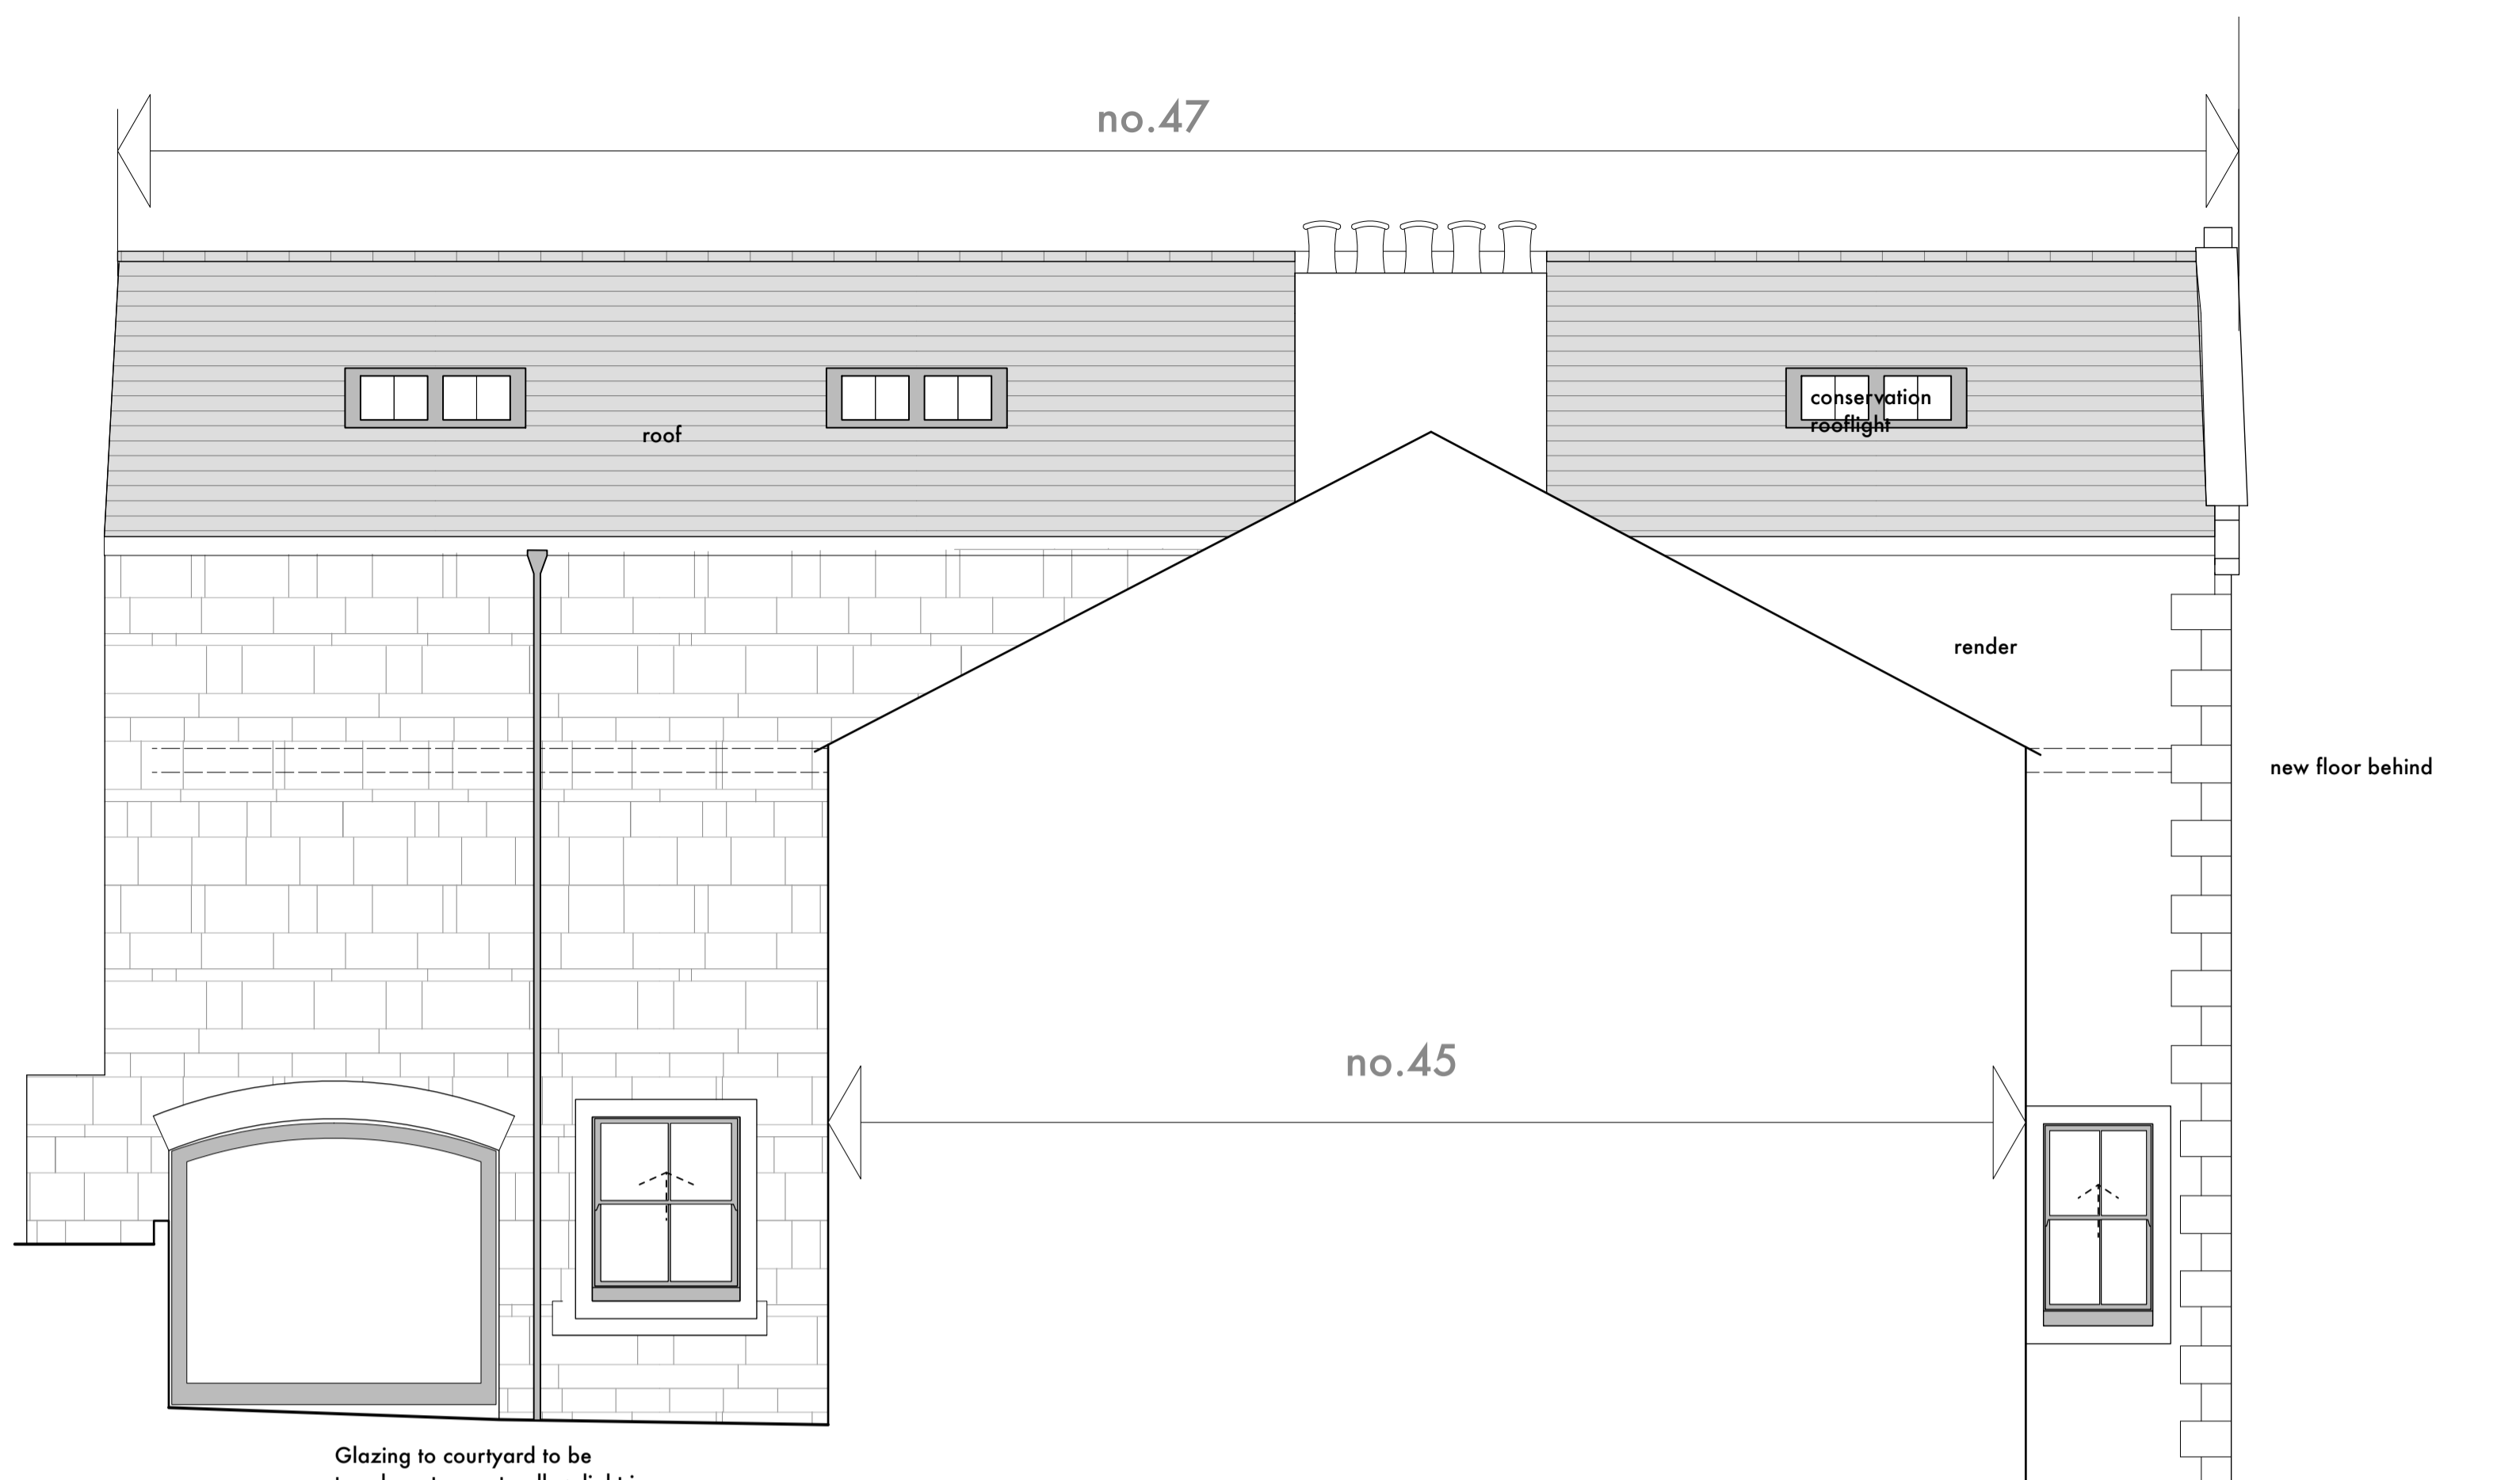 no.47
conservation
rooflight
roof
render
new floor behind
no.45
Glazing to courtyard to be